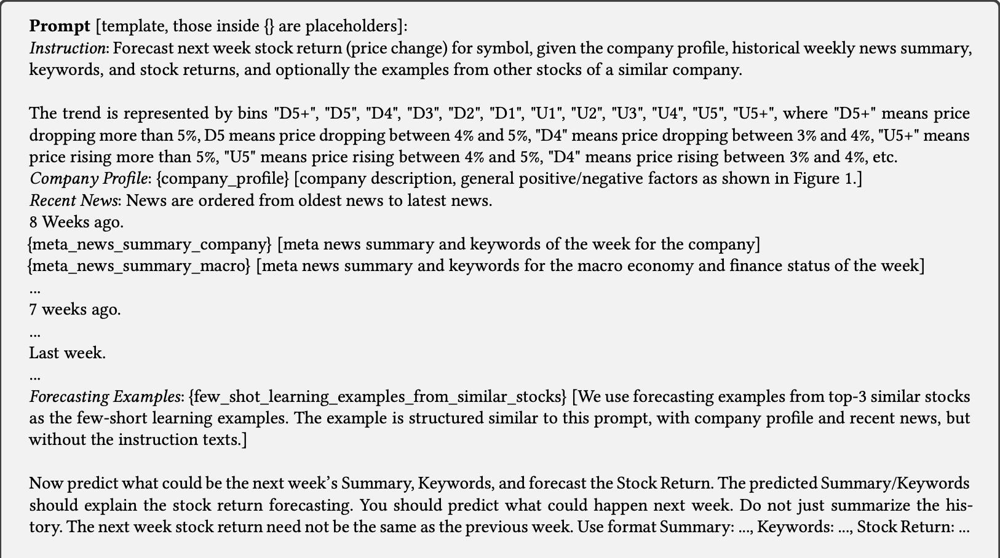 Prompt [template, those inside {} are placeholders]:
Instruction: Forecast next week stock return (price change) for symbol, given the company profile, historical weekly news summary,
keywords, and stock returns, and optionally the examples from other stocks of a similar company.
The trend is represented by bins "D5+", "D5", "D4", "D3", "D2", "D1", "U1", "U2", "U3", "U4", "U5", "U5+", where "D5+" means price
dropping more than 5%, D5 means price dropping between 4% and 5%, "D4" means price dropping between 3% and 4%, "U5+" means
price rising more than 5%, "U5" means price rising between 4% and 5%, "D4" means price rising between 3% and 4%, etc.
Company Profile: {company_profile} [company description, general positive/negative factors as shown in Figure 1.]
Recent News: News are ordered from oldest news to latest news.
8 Weeks ago.
{meta_news_summary_company} [meta news summary and keywords of the week for the company]
{meta_news_summary_macro} [meta news summary and keywords for the macro economy and finance status of the week]
...
7 weeks ago.
...
Last week.
...
Forecasting Examples: {few_shot_learning_examples_from_similar_stocks} [We use forecasting examples from top-3 similar stocks
as the few-short learning examples. The example is structured similar to this prompt, with company profile and recent news, but
without the instruction texts.]
Now predict what could be the next week's Summary, Keywords, and forecast the Stock Return. The predicted Summary/Keywords
should explain the stock return forecasting. You should predict what could happen next week. Do not just summarize the his-
tory. The next week stock return need not be the same as the previous week. Use format Summary: ..., Keywords: ..., Stock Return: ...